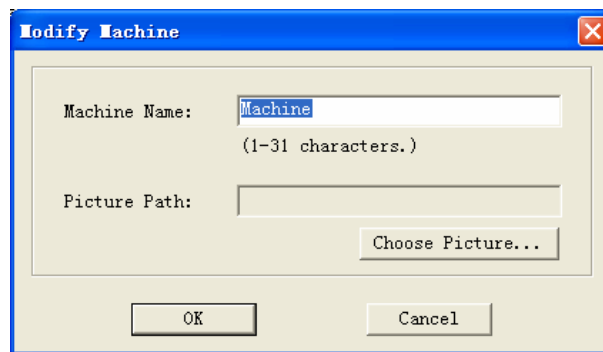 Modify Machine
Machine Name: Machine
(1-31 characters.)
Picture Path:
Choose Picture...
OK Cancel